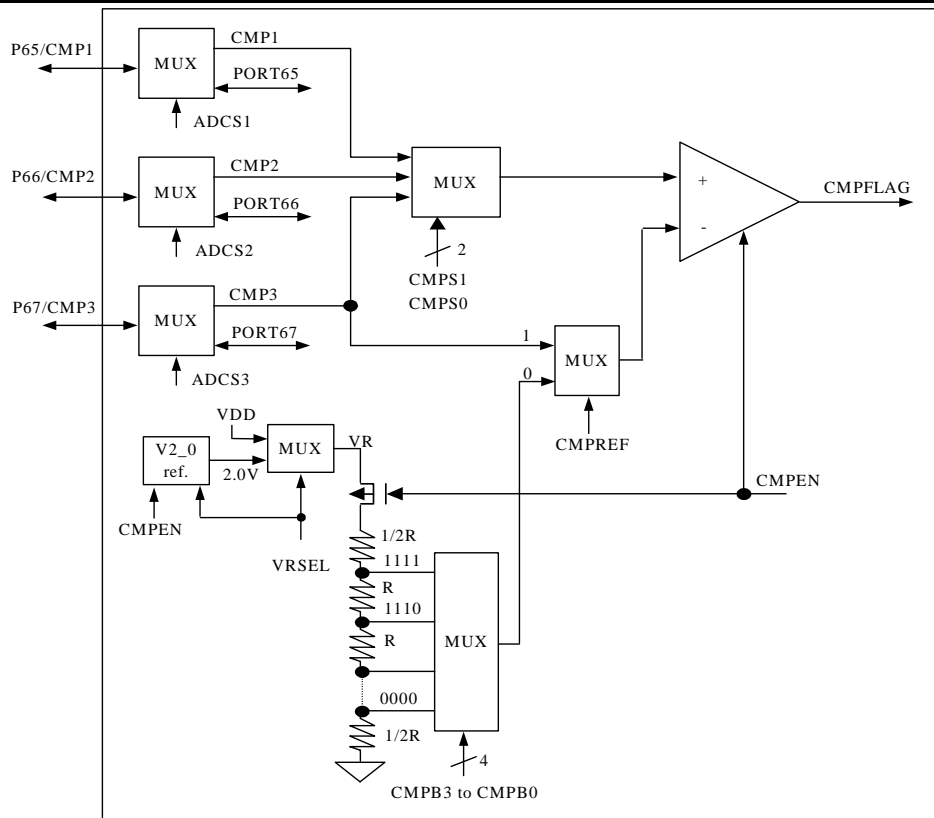 CMP1
P65/CMP1
MUX
PORT65
ADCS1
CMP2
P66/CMP2
MUX
PORT66
ADCS2
CMP3
P67/CMP3
MUX
PORT67
ADCS3
MUX
2
CMPS1
CMPS0
+
-
CMPFLAG
1
0
MUX
CMPREF
VDD
V2_0
ref.
2.0V
MUX
VR
CMPEN
VRSEL
CMPEN
1/2R
1111
R
1110
R
0000
1/2R
MUX
4
CMPB3 to CMPB0